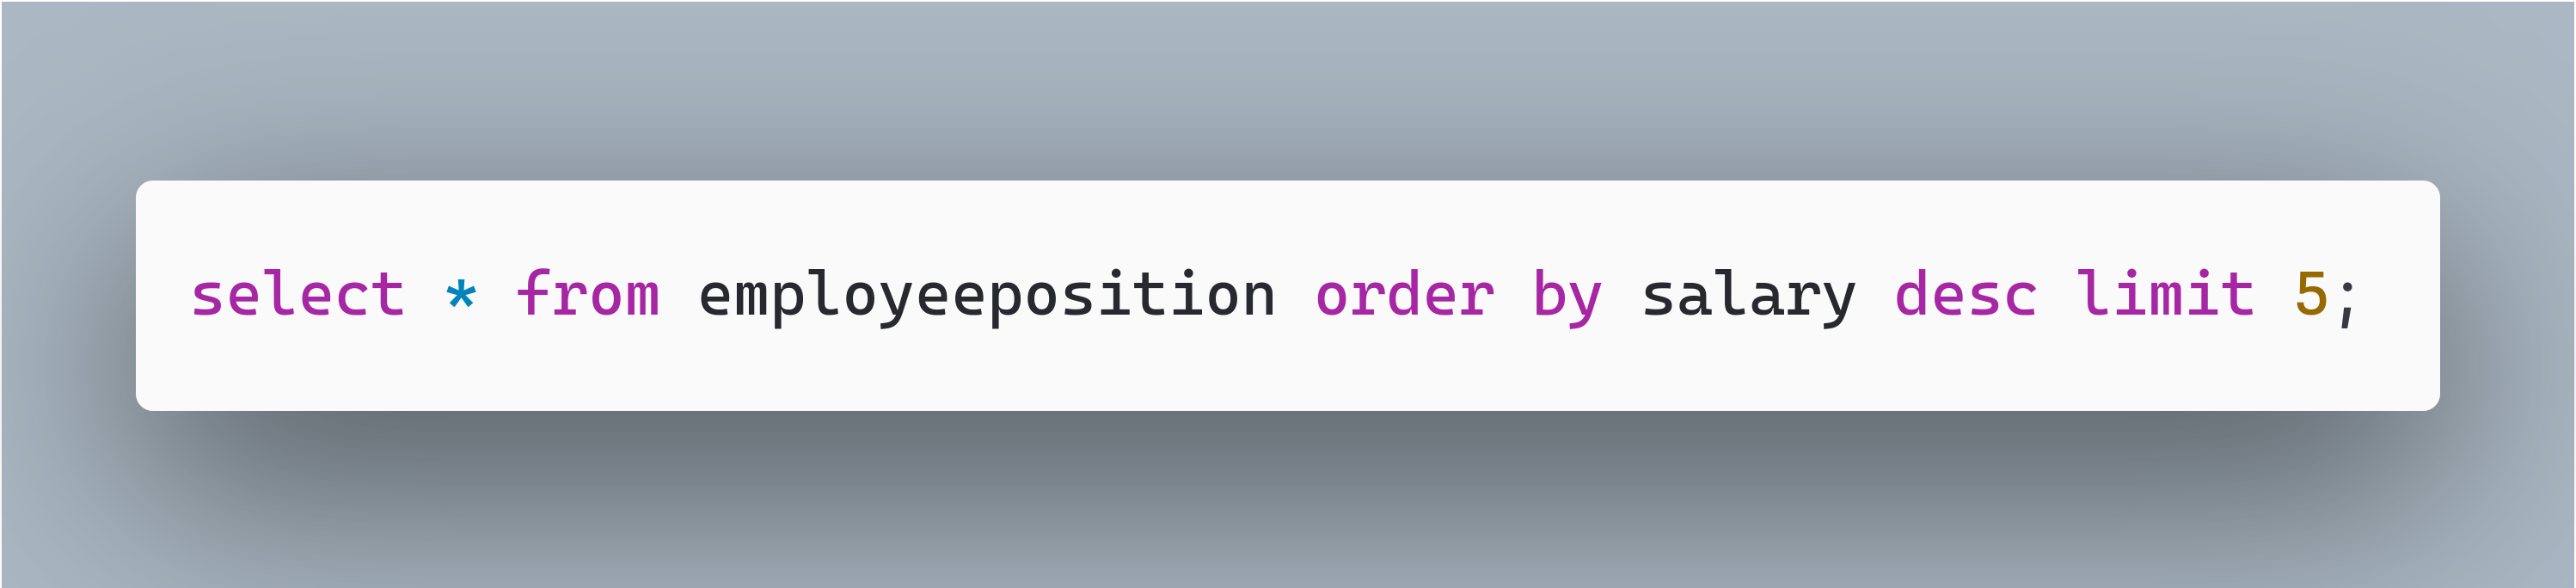 select * from employeeposition order by salary desc limit 5;